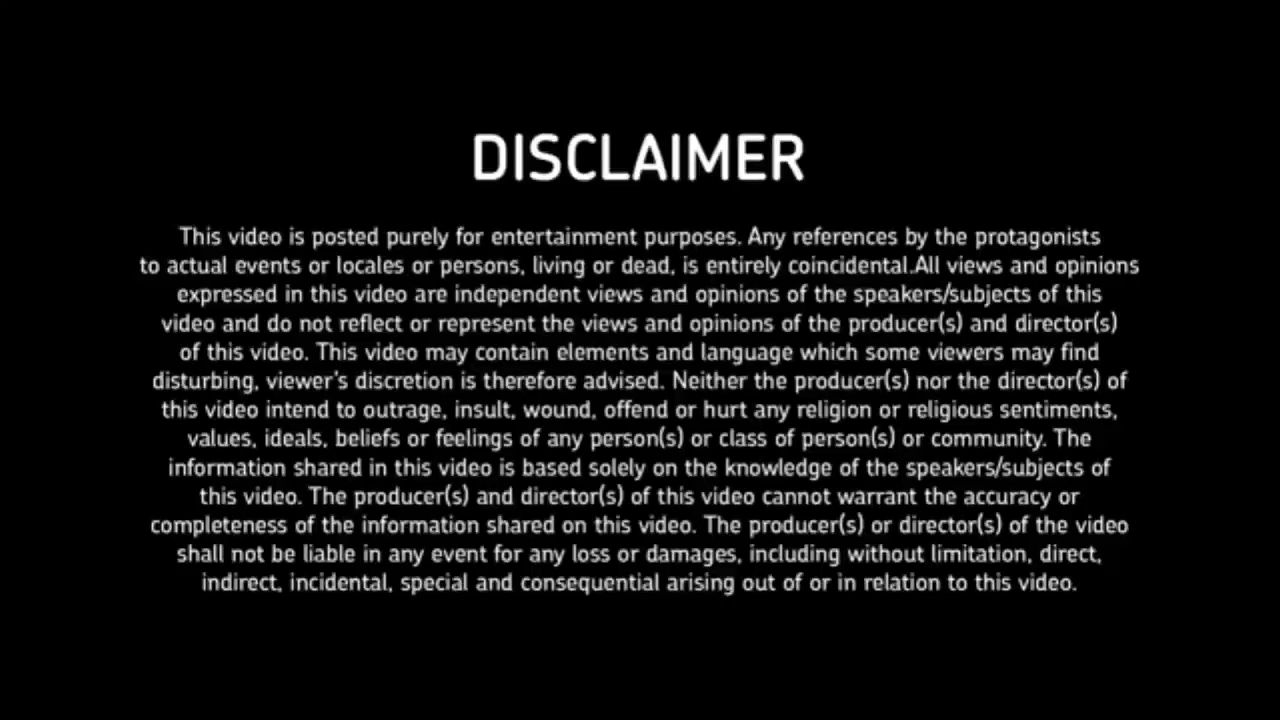 DISCLAIMER
This video is posted purely for entertainment purposes. Any references by the protagonists
to actual events or locales or persons, living or dead, is entirely coincidental.All views and opinions
expressed in this video are independent views and opinions of the speakers/subjects of this
video and do not reflect or represent the views and opinions of the producer(s) and director(s)
of this video. This video may contain elements and language which some viewers may find
disturbing, viewer's discretion is therefore advised. Neither the producer(s) nor the director(s) of
this video intend to outrage, insult, wound, offend or hurt any religion or religious sentiments,
values, ideals, beliefs or feelings of any person(s) or class of person(s) or community. The
information shared in this video is based solely on the knowledge of the speakers/subjects of
this video. The producer(s) and director(s) of this video cannot warrant the accuracy or
completeness of the information shared on this video. The producer(s) or director(s) of the video
shall not be liable in any event for any loss or damages, including without limitation, direct,
indirect, incidental, special and consequential arising out of or in relation to this video.